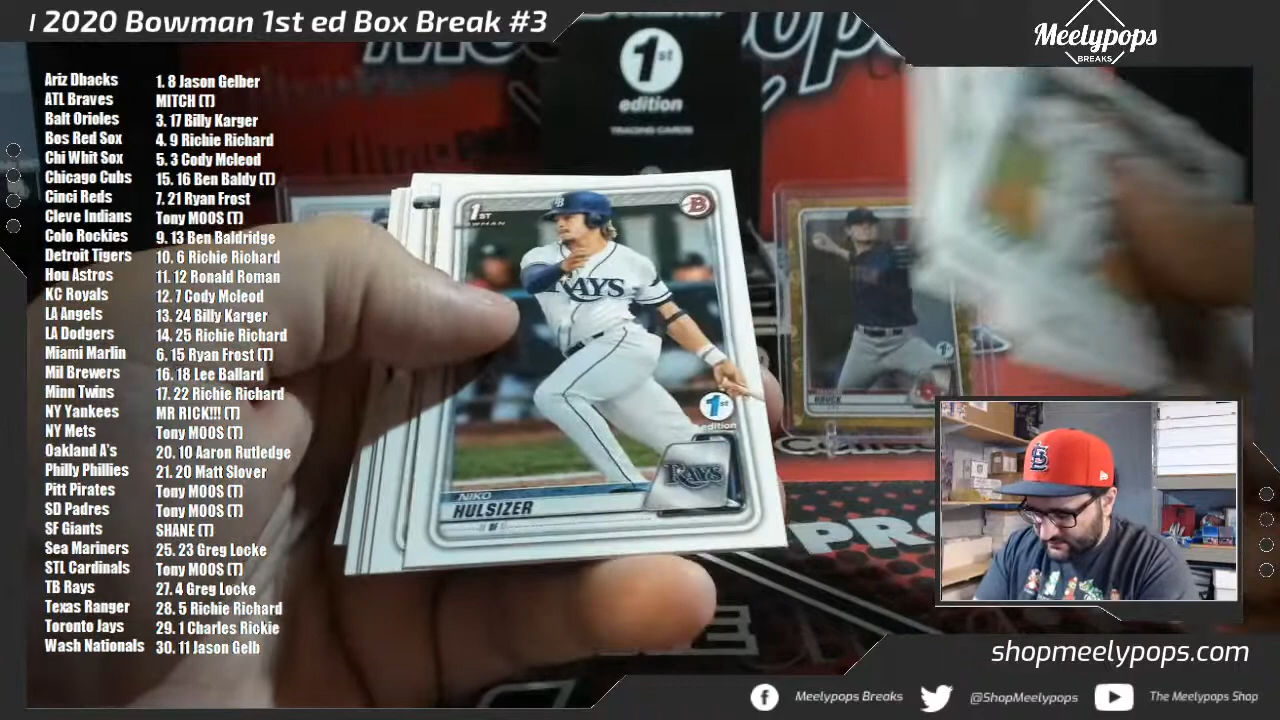 2020 Bowman 1st ed Box Break #3
Meelypops
BREAKS
Ariz Dbacks 1. 8 Jason Gelber
ATL Braves MITCH (T)
Balt Orioles 3. 17 Billy Karger
Bos Red Sox 4. 9 Richie Richard
Chi Whit Sox 5. 3 Cody Mcleod
Chicago Cubs 15. 16 Ben Baldy (T)
Cinci Reds 7. 21 Ryan Frost
Cleve Indians Tony MOOS (T)
Colo Rockies 9. 13 Ben Baldridge
Detroit Tigers 10. 6 Richie Richard
Hou Astros 11. 12 Ronald Roman
KC Royals 12. 7 Cody Mcleod
LA Angels 13. 24 Billy Karger
LA Dodgers 14. 25 Richie Richard
Miami Marlin 6. 15 Ryan Frost (T)
Mil Brewers 16. 18 Lee Ballard
Minn Twins 17. 22 Richie Richard
NY Yankees MR RICK!!! (T)
NY Mets Tony MOOS (T)
Oakland A's 20. 10 Aaron Rutledge
Philly Phillies 21. 20 Matt Slover
Pitt Pirates Tony MOOS (T)
SD Padres Tony MOOS (T)
SF Giants SHANE (T)
Sea Mariners 25. 23 Greg Locke
STL Cardinals Tony MOOS (T)
TB Rays 27. 4 Greg Locke
Texas Ranger 28. 5 Richie Richard
Toronto Jays 29. 1 Charles Rickie
Wash Nationals 30. 11 Jason Gelb
1st
edition
TRADING CARDS
1ST
B
RAYS
1st
edition
RAYS
NIKO
HULSIZER
HOUCK
PRO
shopmeelypops.com
Meelypops Breaks
@ShopMeelypops
The Meelypops Shop